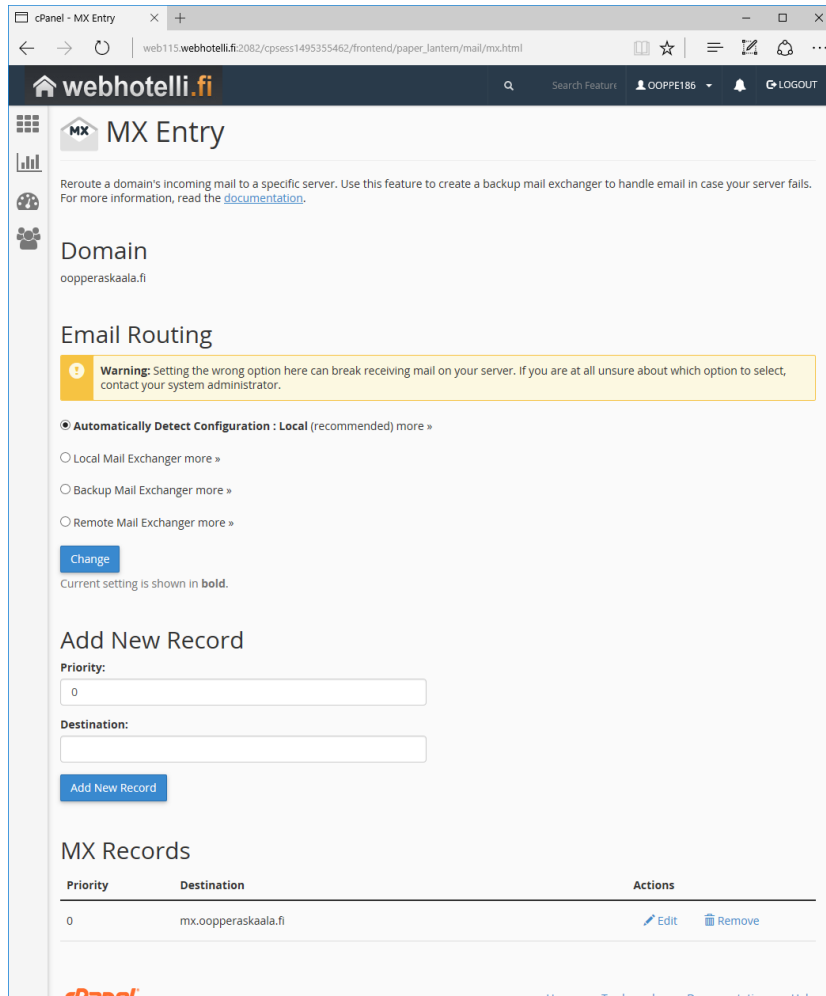 cPanel - MX Entry
web115.webhotelli.fi:2082/cpsess1495355462/frontend/paper_lantern/mail/mx.html
webhotelli.fi
Search Feature
OOPPE186
LOGOUT
MX
MX Entry
Reroute a domain's incoming mail to a specific server. Use this feature to create a backup mail exchanger to handle email in case your server fails.
For more information, read the documentation.
Domain
oopperaskaala.fi
Email Routing
Warning: Setting the wrong option here can break receiving mail on your server. If you are at all unsure about which option to select,
contact your system administrator.
Automatically Detect Configuration : Local (recommended) more »
Local Mail Exchanger more »
Backup Mail Exchanger more »
Remote Mail Exchanger more »
Change
Current setting is shown in bold.
Add New Record
Priority:
0
Destination:
Add New Record
MX Records
Priority Destination Actions
0 mx.oopperaskaala.fi Edit Remove
cPanel